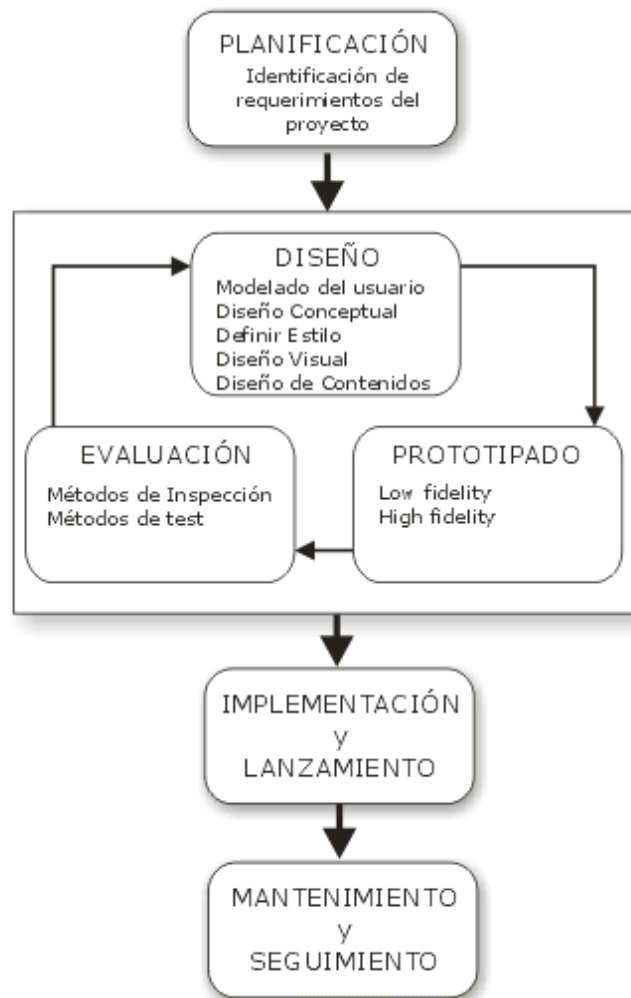 PLANIFICACIÓN
Identificación de
requerimientos del
proyecto
DISEÑO
Modelado del usuario
Diseño Conceptual
Definir Estilo
Diseño Visual
Diseño de Contenidos
EVALUACIÓN
Métodos de Inspección
Métodos de test
PROTOTIPADO
Low fidelity
High fidelity
IMPLEMENTACIÓN
y
LANZAMIENTO
MANTENIMIENTO
y
SEGUIMIENTO